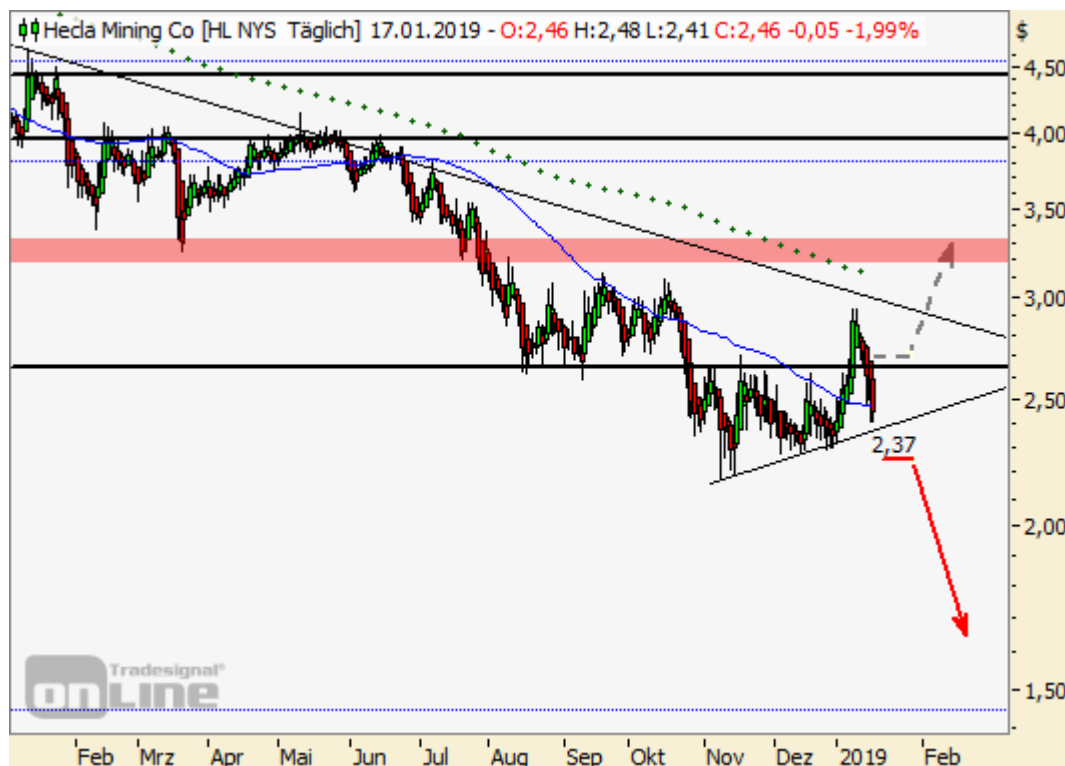 Hecla Mining Co [HL NYS Täglich] 17.01.2019 - O:2,46 H:2,48 L:2,41 C:2,46 -0,05 -1,99%
$
4,50
4,00
3,50
3,00
2,50
2,37
2,00
Tradesignal®
onLine
1,50
Feb Mrz Apr Mai Jun Jul Aug Sep Okt Nov Dez 2019 Feb